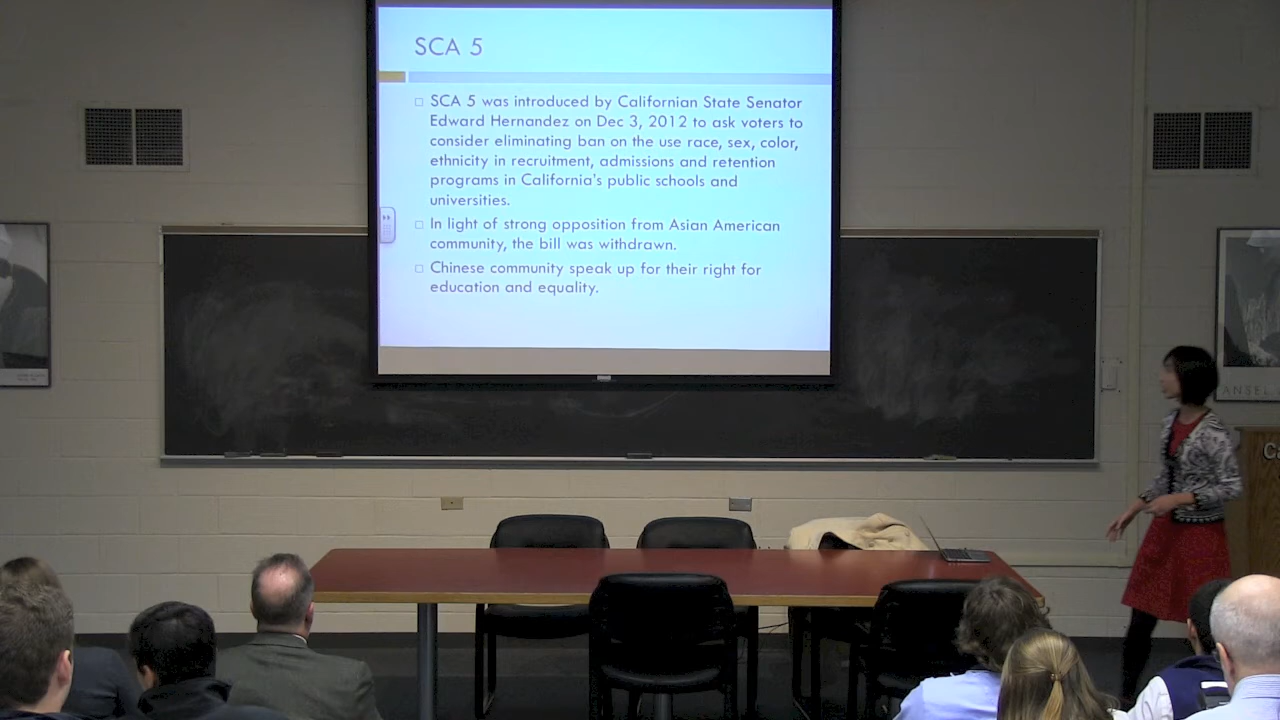 SCA 5
SCA 5 was introduced by Californian State Senator
Edward Hernandez on Dec 3, 2012 to ask voters to
consider eliminating ban on the use race, sex, color,
ethnicity in recruitment, admissions and retention
programs in California's public schools and
universities.
In light of strong opposition from Asian American
community, the bill was withdrawn.
Chinese community speak up for their right for
education and equality.
ANSEL
Ca